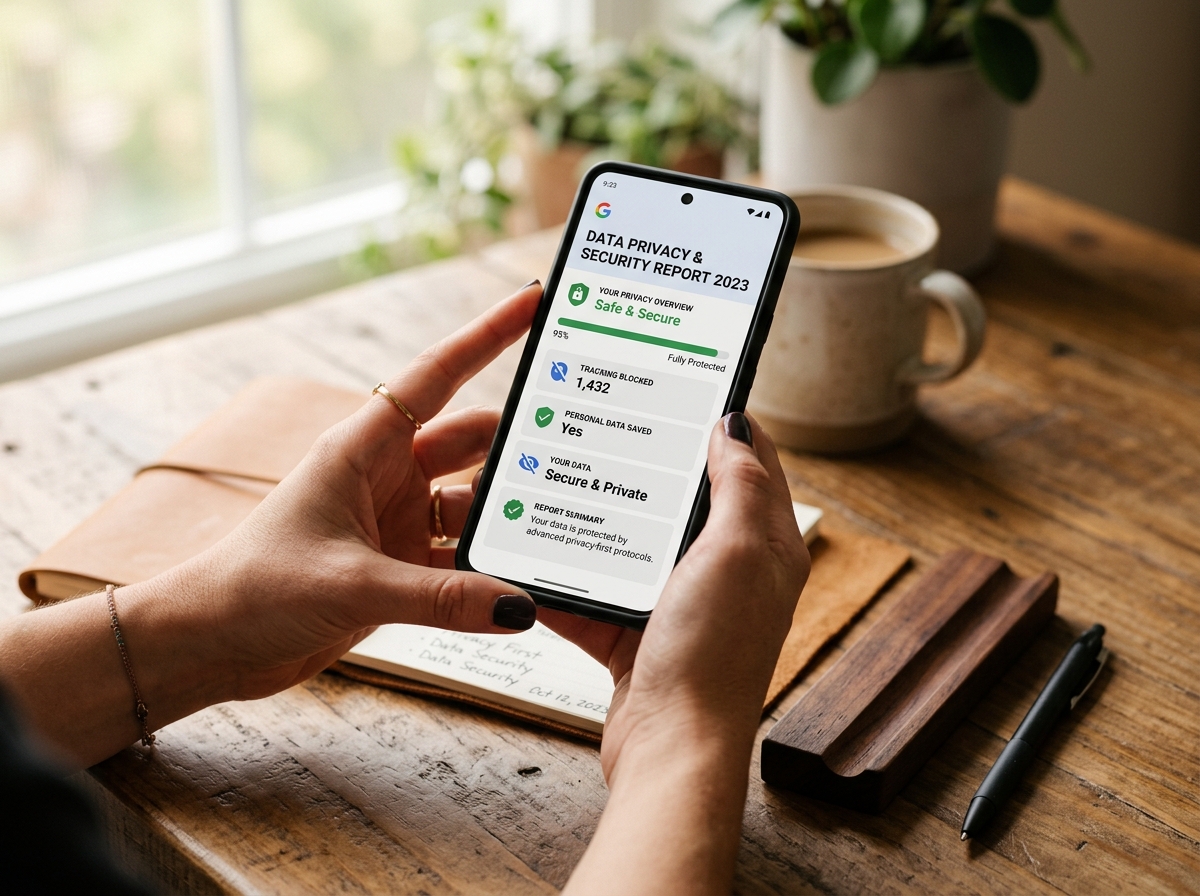 9:23
G
DATA PRIVACY &
SECURITY REPORT 2023
YOUR PRIVACY OVERVIEW
Safe & Secure
95%
Fully Protected
TRACKING BLOCKED
1,432
PERSONAL DATA SAVED
Yes
YOUR DATA
Secure & Private
REPORT
Your data is protected by
advanced privacy-first protocols.
First
• Data Security
• Data Security
Oct 12, 2023